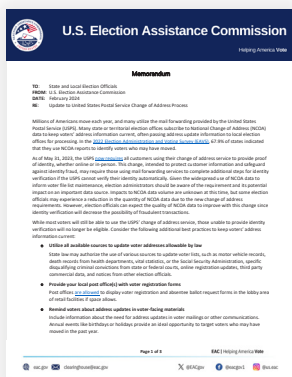 U.S. Election Assistance Commission
Helping America Vote
Memorandum
TO: State and Local Election Officials
FROM: U.S. Election Assistance Commission
DATE: February 2024
RE: Update to United States Postal Service Change of Address Process
Millions of Americans move each year, and many utilize the mail forwarding provided by the United States
Postal Service (USPS). Many state or territorial election offices subscribe to National Change of Address (NCOA)
data to keep voters' address information current, often passing address update information to local election
offices for processing. In the 2022 Election Administration and Voting Survey (EAVS), 67.9% of states indicated
that they use NCOA reports to identify voters who may have moved.
As of May 31, 2023, the USPS now requires all customers using their change of address service to provide proof
of identity, whether online or in-person. This change, intended to protect customer information and safeguard
against identity fraud, may require those using mail forwarding services to complete additional steps for identity
verification if the USPS cannot verify their identity automatically. Given the widespread use of NCOA data to
inform voter file list maintenance, election administrators should be aware of the requirement and its potential
impact on an important data source. Impacts to NCOA data volume are unknown at this time, but some election
officials may experience a reduction in the quantity of NCOA data due to the new change of address
requirements. However, election officials can expect the quality of NCOA data to improve with this change since
identity verification will decrease the possibility of fraudulent transactions.
While most voters will still be able to use the USPS' change of address service, those unable to provide identity
verification will no longer be eligible. Consider the following additional best practices to keep voters' address
information current:
● Utilize all available sources to update voter addresses allowable by law
State law may authorize the use of various sources to update voter lists, such as motor vehicle records,
death records from health departments, vital statistics, or the Social Security Administration, specific
disqualifying criminal convictions from state or federal courts, online registration updates, third party
commercial data, and notices from other election officials.
● Provide your local post office(s) with voter registration forms
Post offices are allowed to display voter registration and absentee ballot request forms in the lobby area
of retail facilities if space allows.
● Remind voters about address updates in voter-facing materials
Include information about the need for address updates in voter mailings or other communications.
Annual events like birthdays or holidays provide an ideal opportunity to target voters who may have
moved in the past year.
Page 1 of 3
EAC | Helping America Vote
eac.gov clearinghouse@eac.gov @EACgov @eacgov1 @us.eac.gov